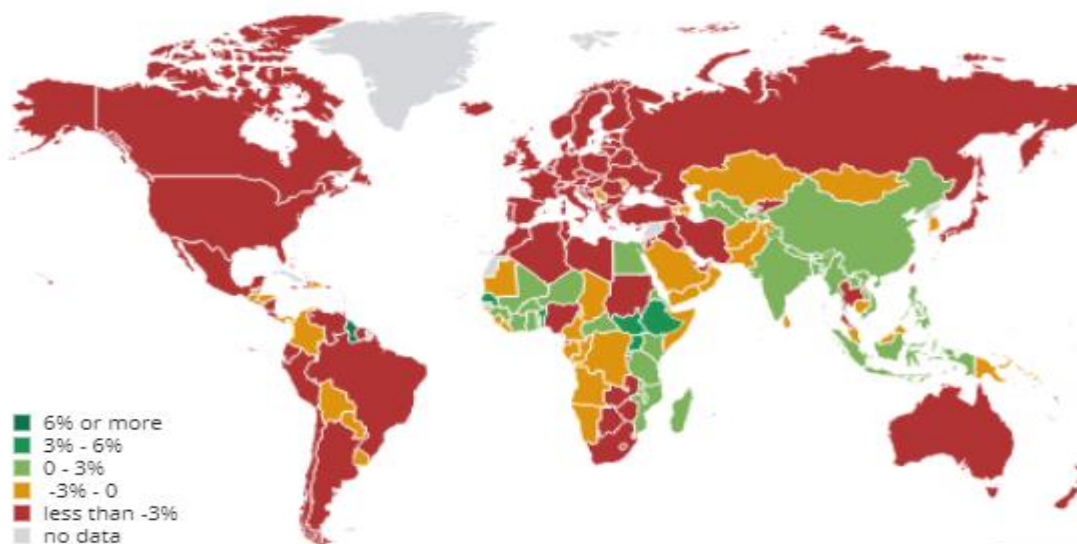 6% or more
3% - 6%
0 - 3%
-3% - 0
less than -3%
no data